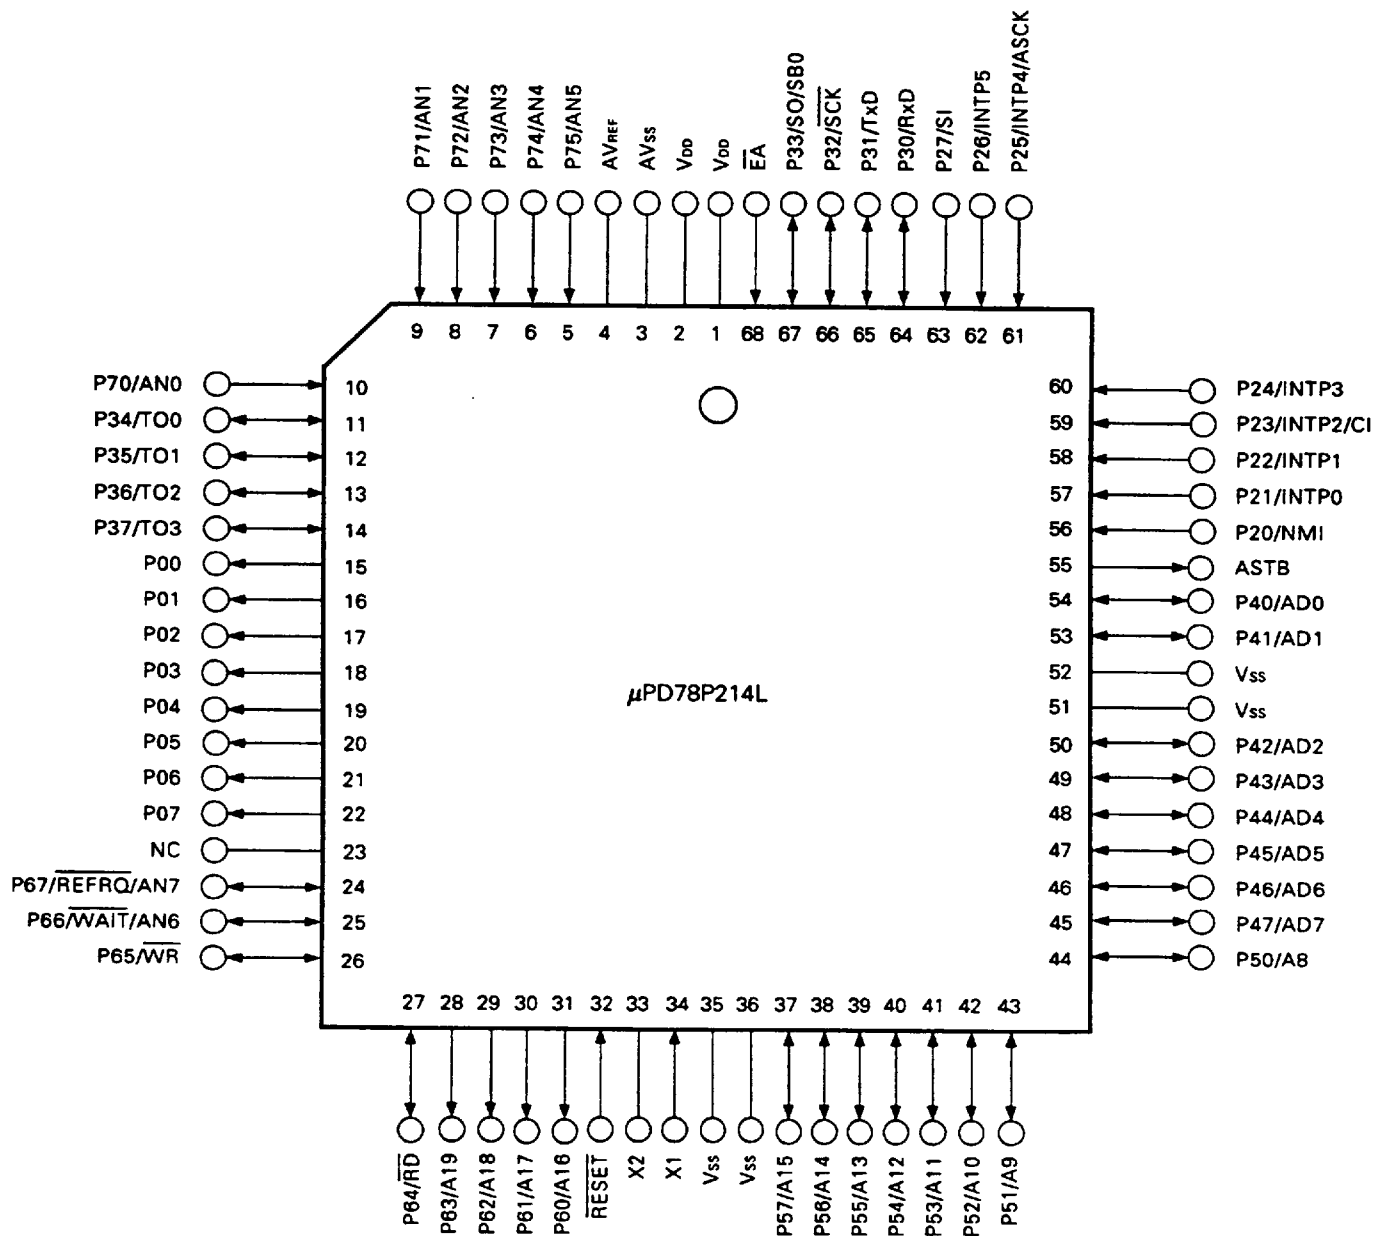 P71/AN1
P72/AN2
P73/AN3
P74/AN4
P75/AN5
AVREF
AVSS
VDD
VDD
E̅A̅
P33/SO/SB0
P32/S̅C̅K̅
P31/TxD
P30/RxD
P27/SI
P26/INTP5
P25/INTP4/ASCK
9 8 7 6 5 4 3 2 1 68 67 66 65 64 63 62 61
P70/AN0 10
P34/TO0 11
P35/TO1 12
P36/TO2 13
P37/TO3 14
P00 15
P01 16
P02 17
P03 18
P04 19
P05 20
P06 21
P07 22
NC 23
P67/R̅E̅F̅R̅Q̅/AN7 24
P66/W̅A̅I̅T̅/AN6 25
P65/W̅R̅ 26
μPD78P214L
60 P24/INTP3
59 P23/INTP2/CI
58 P22/INTP1
57 P21/INTP0
56 P20/NMI
55 ASTB
54 P40/AD0
53 P41/AD1
52 Vss
51 Vss
50 P42/AD2
49 P43/AD3
48 P44/AD4
47 P45/AD5
46 P46/AD6
45 P47/AD7
44 P50/A8
27 28 29 30 31 32 33 34 35 36 37 38 39 40 41 42 43
P64/R̅D̅
P63/A19
P62/A18
P61/A17
P60/A16
R̅E̅S̅E̅T̅
X2
X1
Vss
Vss
P57/A15
P56/A14
P55/A13
P54/A12
P53/A11
P52/A10
P51/A9